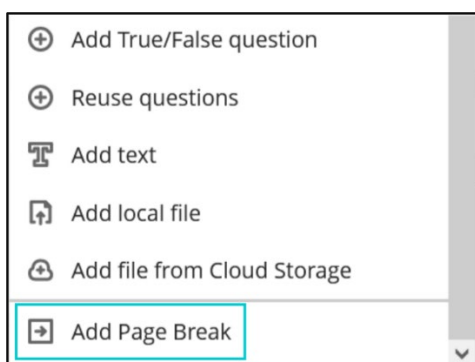 Add True/False question
Reuse questions
Add text
Add local file
Add file from Cloud Storage
Add Page Break